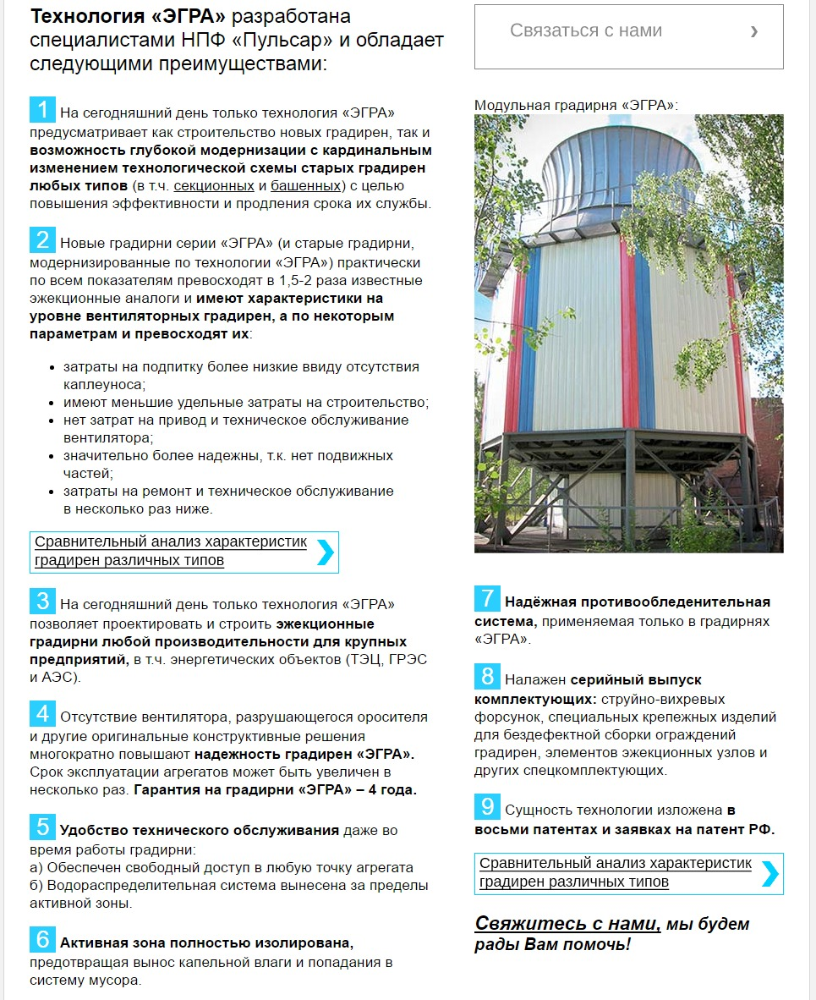 Технология «ЭГРА» разработана
специалистами НПФ «Пульсар» и обладает
следующими преимуществами:
1 На сегодняшний день только технология «ЭГРА»
предусматривает как строительство новых градирен, так и
возможность глубокой модернизации с кардинальным
изменением технологической схемы старых градирен
любых типов (в т.ч. секционных и башенных) с целью
повышения эффективности и продления срока их службы.
2 Новые градирни серии «ЭГРА» (и старые градирни,
модернизированные по технологии «ЭГРА») практически
по всем показателям превосходят в 1,5-2 раза известные
эжекционные аналоги и имеют характеристики на
уровне вентиляторных градирен, а по некоторым
параметрам и превосходят их:
• затраты на подпитку более низкие ввиду отсутствия
каплеуноса;
• имеют меньшие удельные затраты на строительство;
• нет затрат на привод и техническое обслуживание
вентилятора;
• значительно более надежны, т.к. нет подвижных
частей;
• затраты на ремонт и техническое обслуживание
в несколько раз ниже.
Сравнительный анализ характеристик
градирен различных типов
3 На сегодняшний день только технология «ЭГРА»
позволяет проектировать и строить эжекционные
градирни любой производительности для крупных
предприятий, в т.ч. энергетических объектов (ТЭЦ, ГРЭС
и АЭС).
4 Отсутствие вентилятора, разрушающегося оросителя
и другие оригинальные конструктивные решения
многократно повышают надежность градирен «ЭГРА».
Срок эксплуатации агрегатов может быть увеличен в
несколько раз. Гарантия на градирни «ЭГРА» – 4 года.
5 Удобство технического обслуживания даже во
время работы градирни:
а) Обеспечен свободный доступ в любую точку агрегата
б) Водораспределительная система вынесена за пределы
активной зоны.
6 Активная зона полностью изолирована,
предотвращая вынос капельной влаги и попадания в
систему мусора.
Связаться с нами ›
Модульная градирня «ЭГРА»:
7 Надёжная противообледенительная
система, применяемая только в градирнях
«ЭГРА».
8 Налажен серийный выпуск
комплектующих: струйно-вихревых
форсунок, специальных крепежных изделий
для бездефектной сборки ограждений
градирен, элементов эжекционных узлов и
других спецкомплектующих.
9 Сущность технологии изложена в
восьми патентах и заявках на патент РФ.
Сравнительный анализ характеристик
градирен различных типов
Свяжитесь с нами, мы будем
рады Вам помочь!